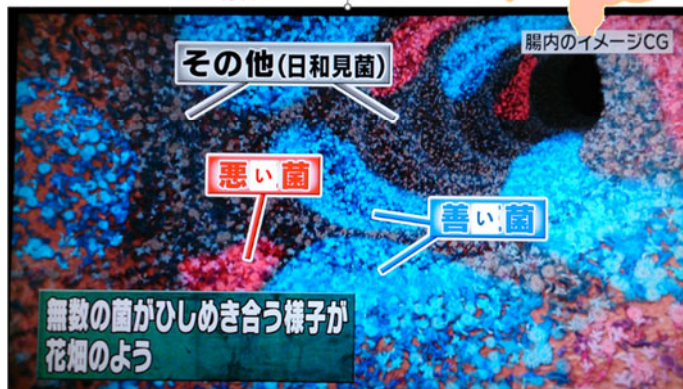 腸内のイメージCG
その他(日和見菌)
悪い菌
善い菌
無数の菌がひしめき合う様子が
花畑のよう